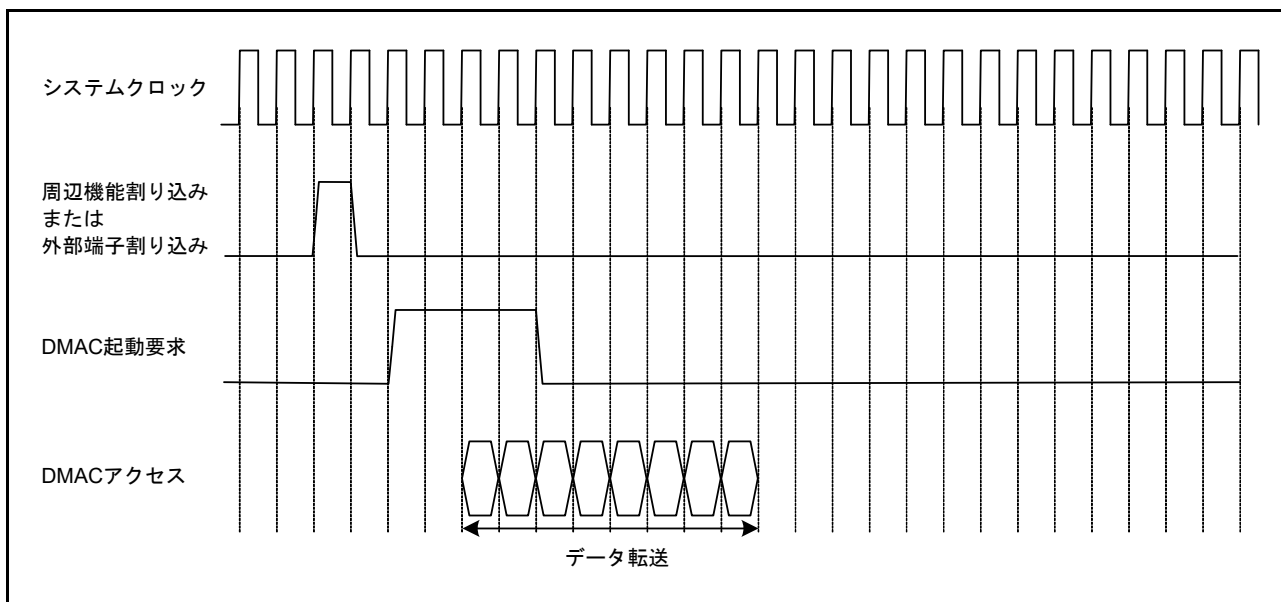 システムクロック
周辺機能割り込み
または
外部端子割り込み
DMAC起動要求
DMACアクセス
データ転送